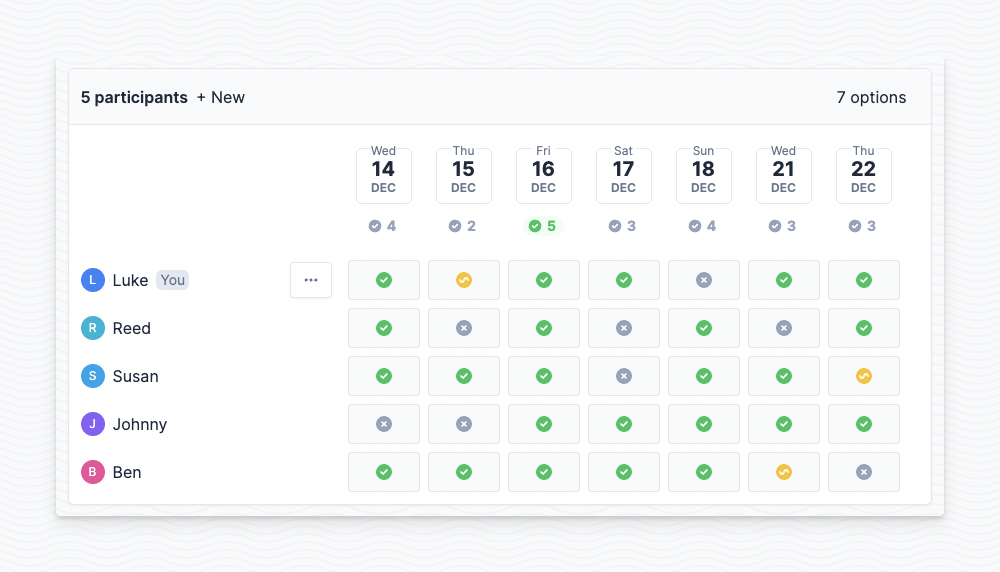 5 participants + New 7 options
Wed Thu Fri Sat Sun Wed Thu
14 15 16 17 18 21 22
DEC DEC DEC DEC DEC DEC DEC
4 2 5 3 4 3 3
L Luke You ...
R Reed
S Susan
J Johnny
B Ben